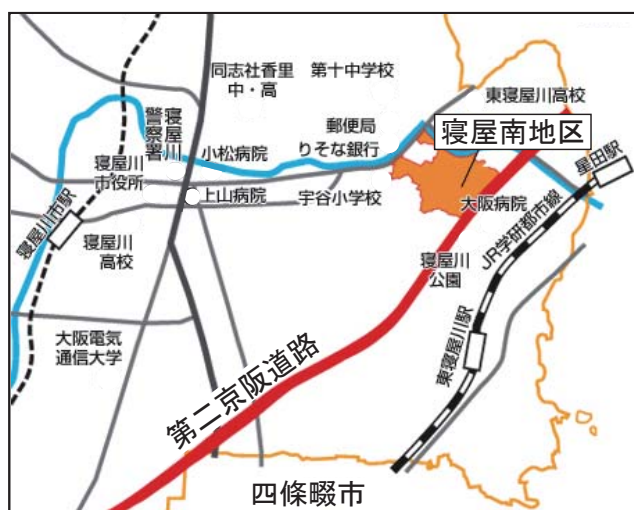 同志社香里
中・高
第十中学校
東寝屋川高校
郵便局
りそな銀行
寝屋南地区
寝屋川
警察署
小松病院
星田駅
寝屋川
市役所
上山病院
宇谷小学校
大阪病院
JR学研都市線
寝屋川市駅
寝屋川
高校
寝屋川
公園
大阪電気
通信大学
東寝屋川駅
第二京阪道路
四條畷市